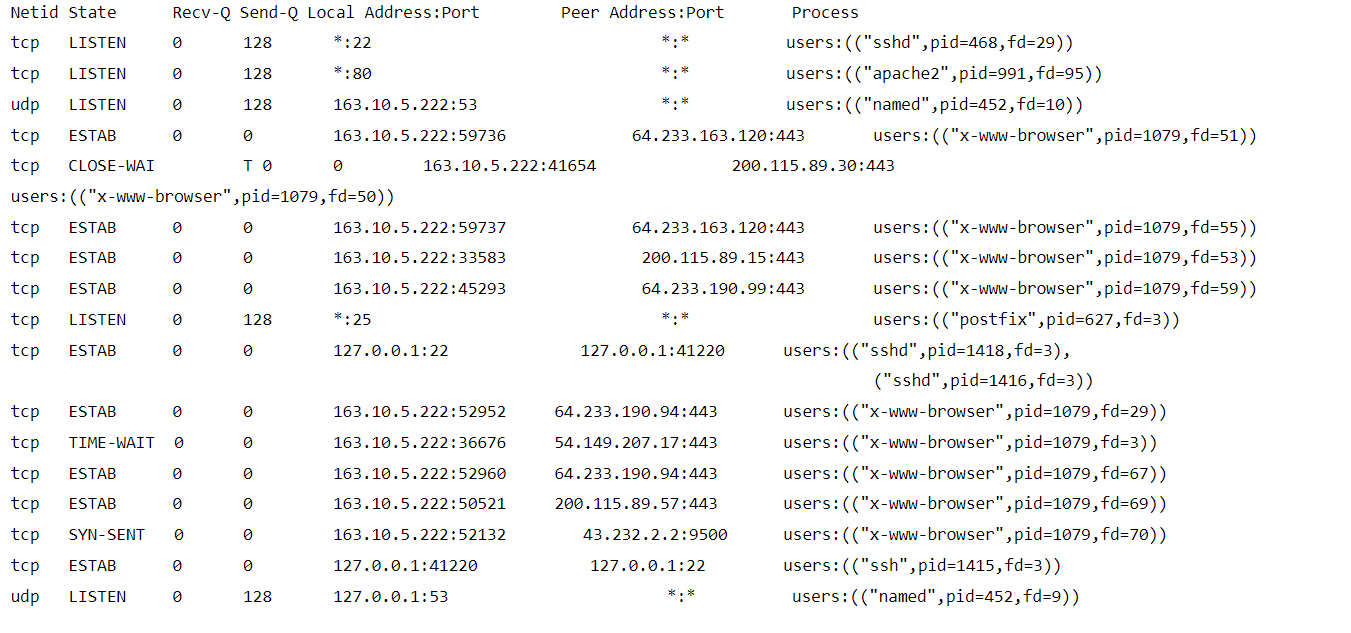 Netid State Recv-Q Send-Q Local Address:Port Peer Address:Port Process
tcp LISTEN 0 128 *:22 *:* users:(("sshd",pid=468,fd=29))
tcp LISTEN 0 128 *:80 *:* users:(("apache2",pid=991,fd=95))
udp LISTEN 0 128 163.10.5.222:53 *:* users:(("named",pid=452,fd=10))
tcp ESTAB 0 0 163.10.5.222:59736 64.233.163.120:443 users:(("x-www-browser",pid=1079,fd=51))
tcp CLOSE-WAI T 0 0 163.10.5.222:41654 200.115.89.30:443
users:(("x-www-browser",pid=1079,fd=50))
tcp ESTAB 0 0 163.10.5.222:59737 64.233.163.120:443 users:(("x-www-browser",pid=1079,fd=55))
tcp ESTAB 0 0 163.10.5.222:33583 200.115.89.15:443 users:(("x-www-browser",pid=1079,fd=53))
tcp ESTAB 0 0 163.10.5.222:45293 64.233.190.99:443 users:(("x-www-browser",pid=1079,fd=59))
tcp LISTEN 0 128 *:25 *:* users:(("postfix",pid=627,fd=3))
tcp ESTAB 0 0 127.0.0.1:22 127.0.0.1:41220 users:(("sshd",pid=1418,fd=3),
("sshd",pid=1416,fd=3))
tcp ESTAB 0 0 163.10.5.222:52952 64.233.190.94:443 users:(("x-www-browser",pid=1079,fd=29))
tcp TIME-WAIT 0 0 163.10.5.222:36676 54.149.207.17:443 users:(("x-www-browser",pid=1079,fd=3))
tcp ESTAB 0 0 163.10.5.222:52960 64.233.190.94:443 users:(("x-www-browser",pid=1079,fd=67))
tcp ESTAB 0 0 163.10.5.222:50521 200.115.89.57:443 users:(("x-www-browser",pid=1079,fd=69))
tcp SYN-SENT 0 0 163.10.5.222:52132 43.232.2.2:9500 users:(("x-www-browser",pid=1079,fd=70))
tcp ESTAB 0 0 127.0.0.1:41220 127.0.0.1:22 users:(("ssh",pid=1415,fd=3))
udp LISTEN 0 128 127.0.0.1:53 *:* users:(("named",pid=452,fd=9))